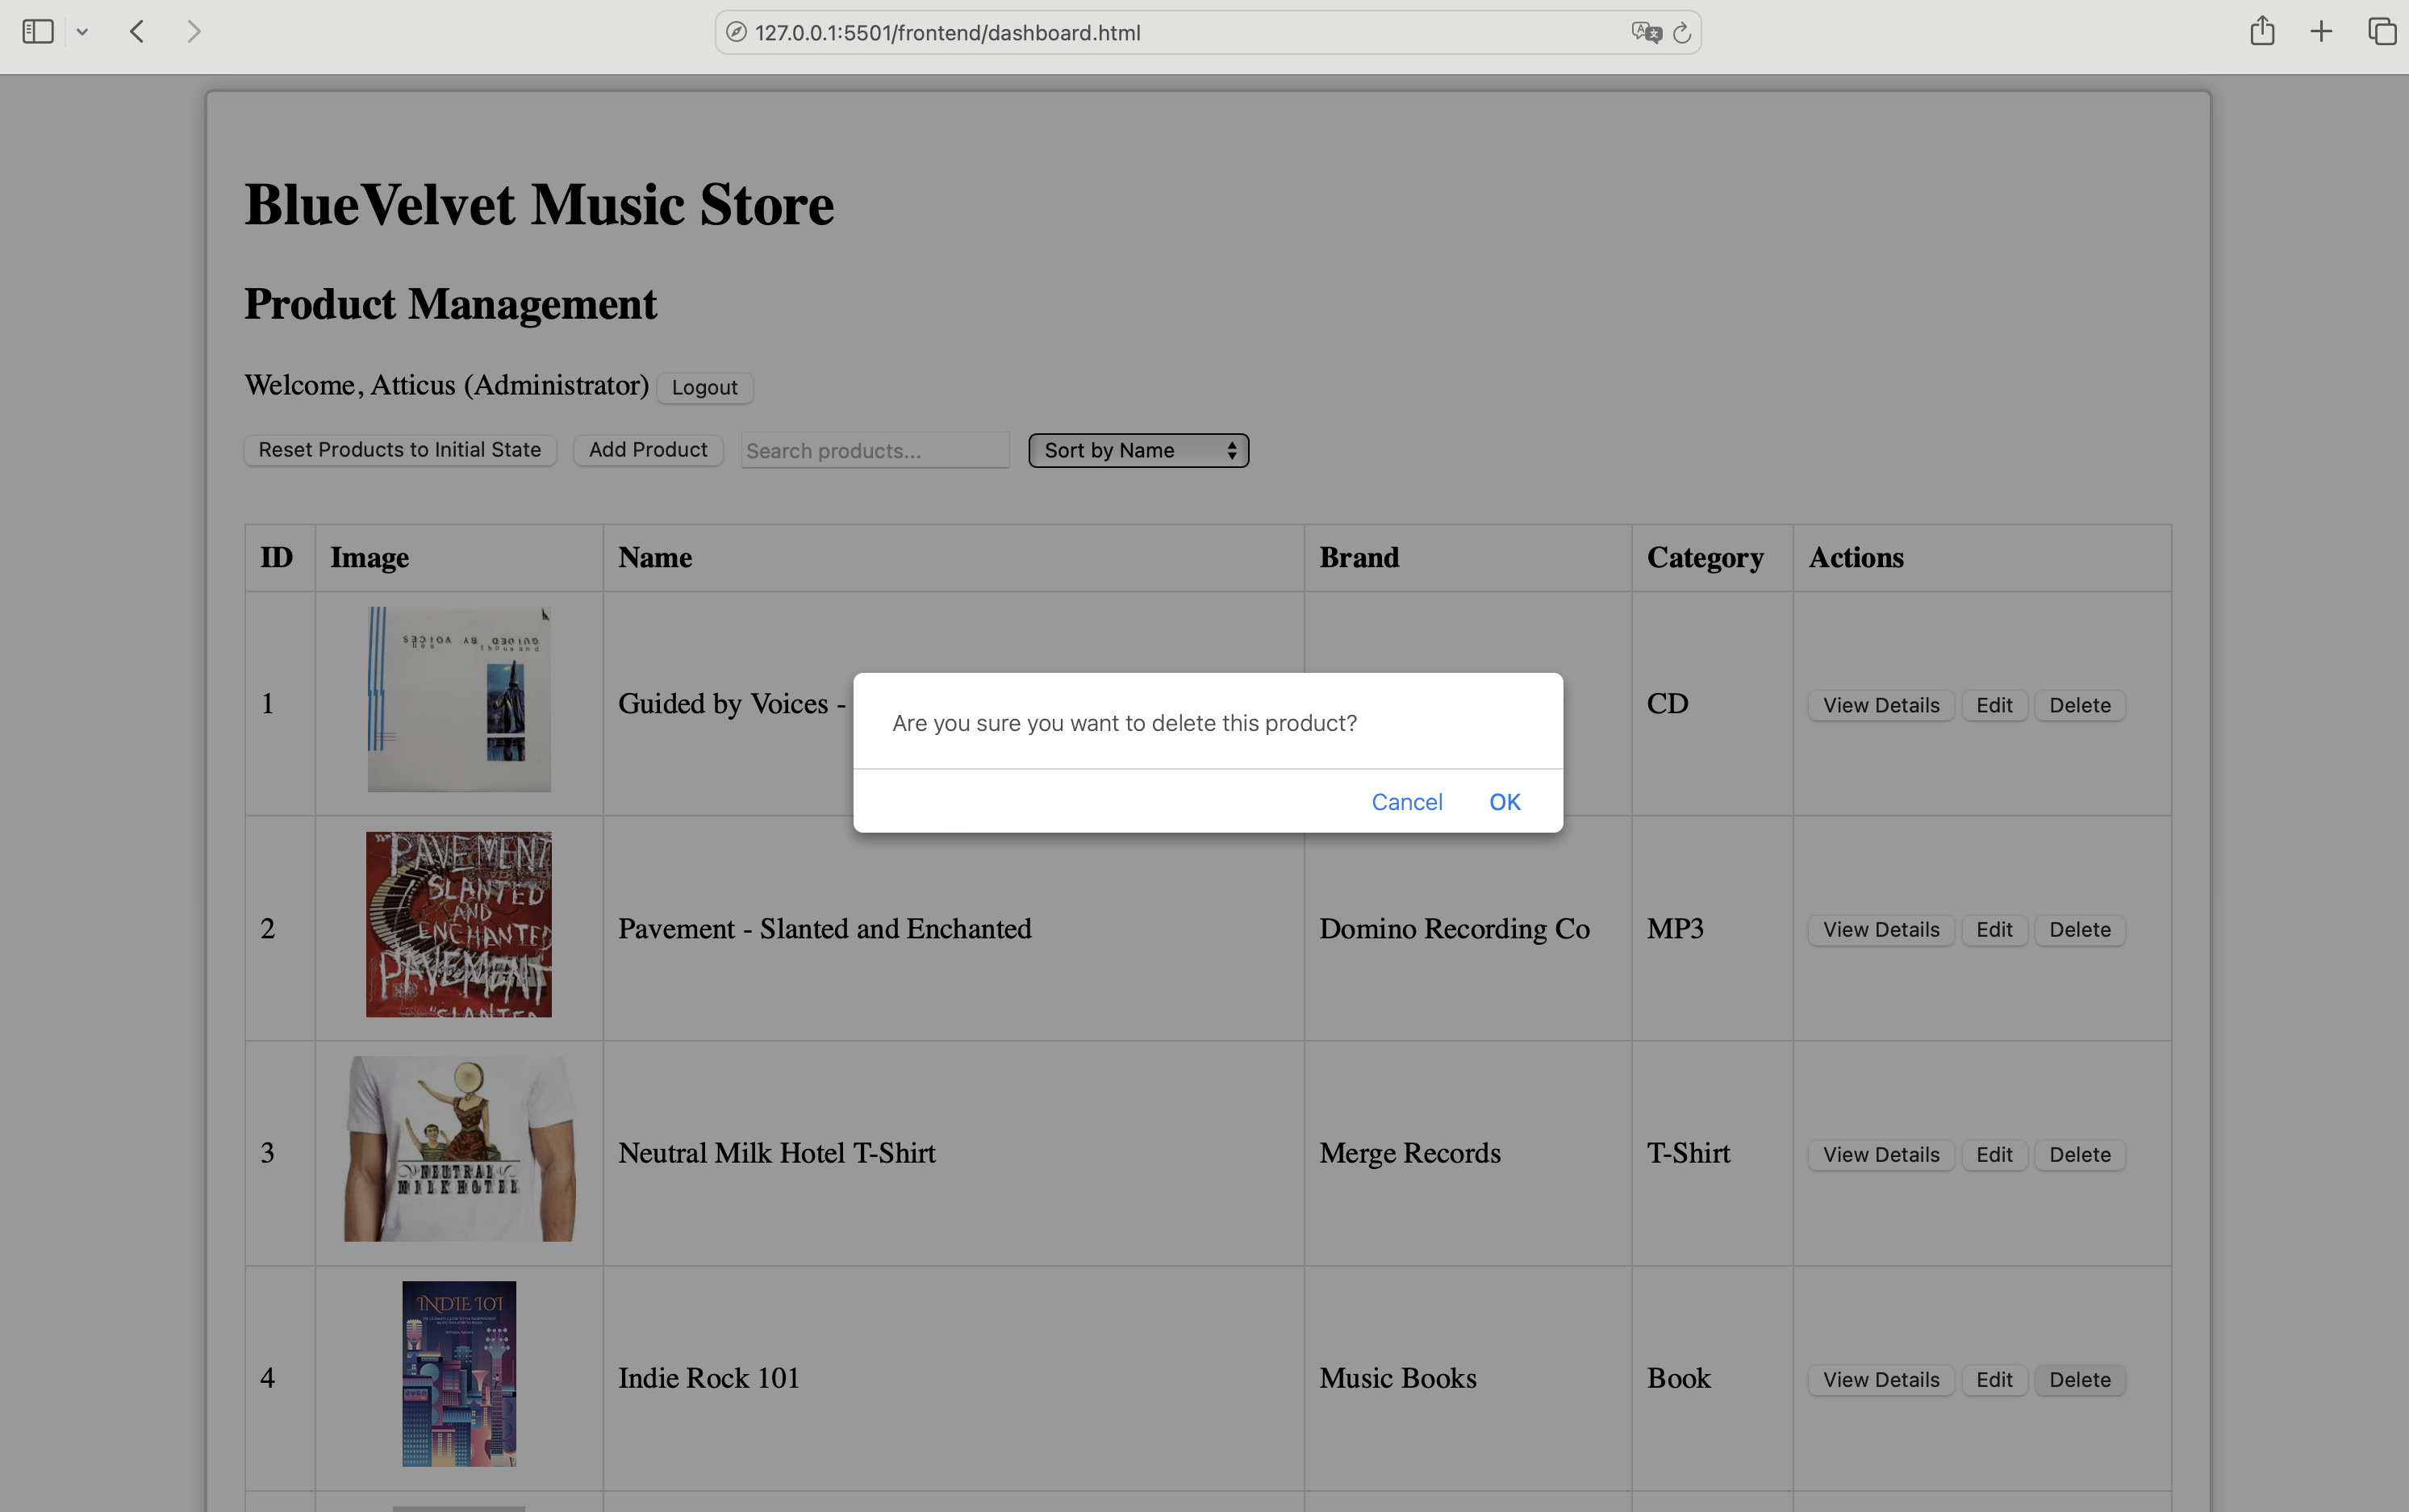 127.0.0.1:5501/frontend/dashboard.html
BlueVelvet Music Store
Product Management
Welcome, Atticus (Administrator) Logout
Reset Products to Initial State Add Product Search products... Sort by Name
ID Image Name Brand Category Actions
GUIDED BY VOICES
1 Guided by Voices - CD View Details Edit Delete
Are you sure you want to delete this product?
Cancel OK
"PAVEMENT
SLANTED
AND
ENCHANTED
PAVEMENT
"SLANTED
2 Pavement - Slanted and Enchanted Domino Recording Co MP3 View Details Edit Delete
NEUTRAL
MILK HOTEL
3 Neutral Milk Hotel T-Shirt Merge Records T-Shirt View Details Edit Delete
INDIE 101
4 Indie Rock 101 Music Books Book View Details Edit Delete